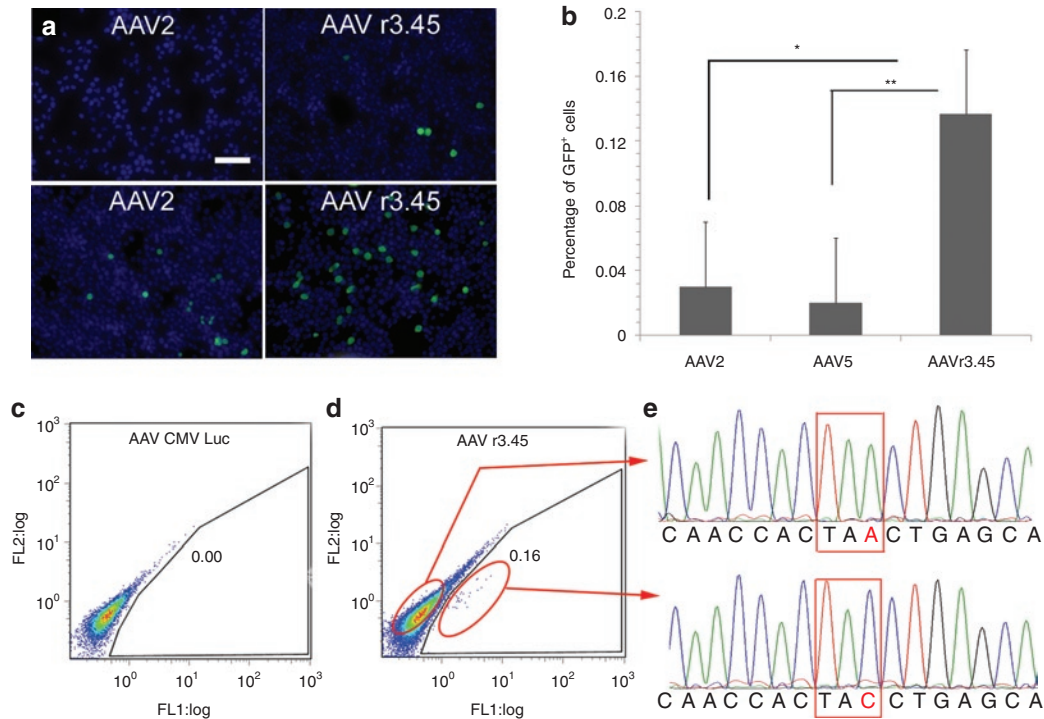 a
AAV2
AAV r3.45
AAV2
AAV r3.45
b
0.2
0.16
0.12
0.08
0.04
0
Percentage of GFP+ cells
*
**
AAV2
AAV5
AAVr3.45
c
10³
10²
10¹
10⁰
FL2:log
AAV CMV Luc
0.00
10⁰
10¹
10²
10³
FL1:log
d
10³
10²
10¹
10⁰
FL2:log
AAV r3.45
0.16
10⁰
10¹
10²
10³
FL1:log
e
C A A C C A C T A A C T G A G C A
C A A C C A C T A C C T G A G C A